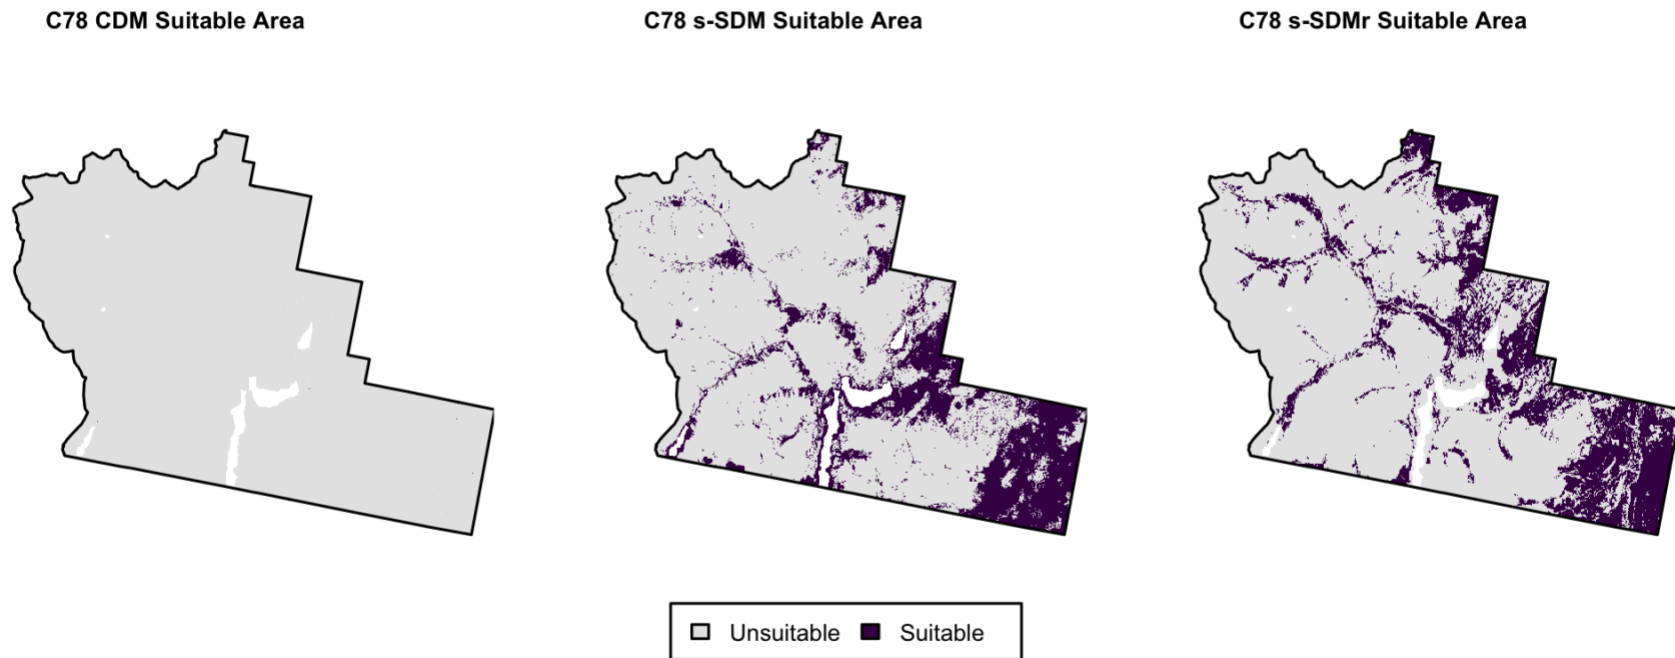 C78 CDM Suitable Area
C78 s-SDM Suitable Area
C78 s-SDMr Suitable Area
Unsuitable
Suitable